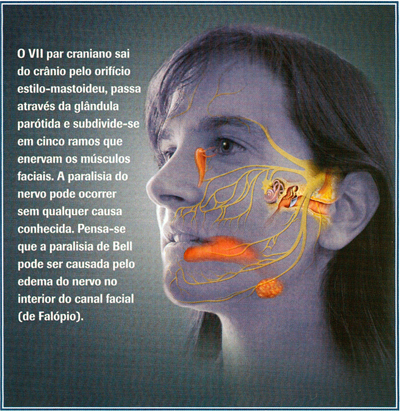 O VII par craniano sai
do crânio pelo orifício
estilo-mastoideu, passa
através da glândula
parótida e subdivide-se
em cinco ramos que
enervam os músculos
faciais. A paralisia do
nervo pode ocorrer
sem qualquer causa
conhecida. Pensa-se
que a paralisia de Bell
pode ser causada pelo
edema do nervo no
interior do canal facial
(de Falópio).